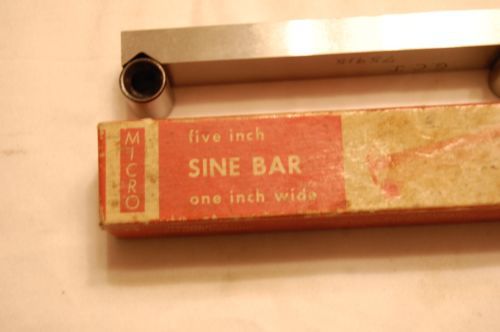 MICRO
five inch
SINE BAR
one inch wide